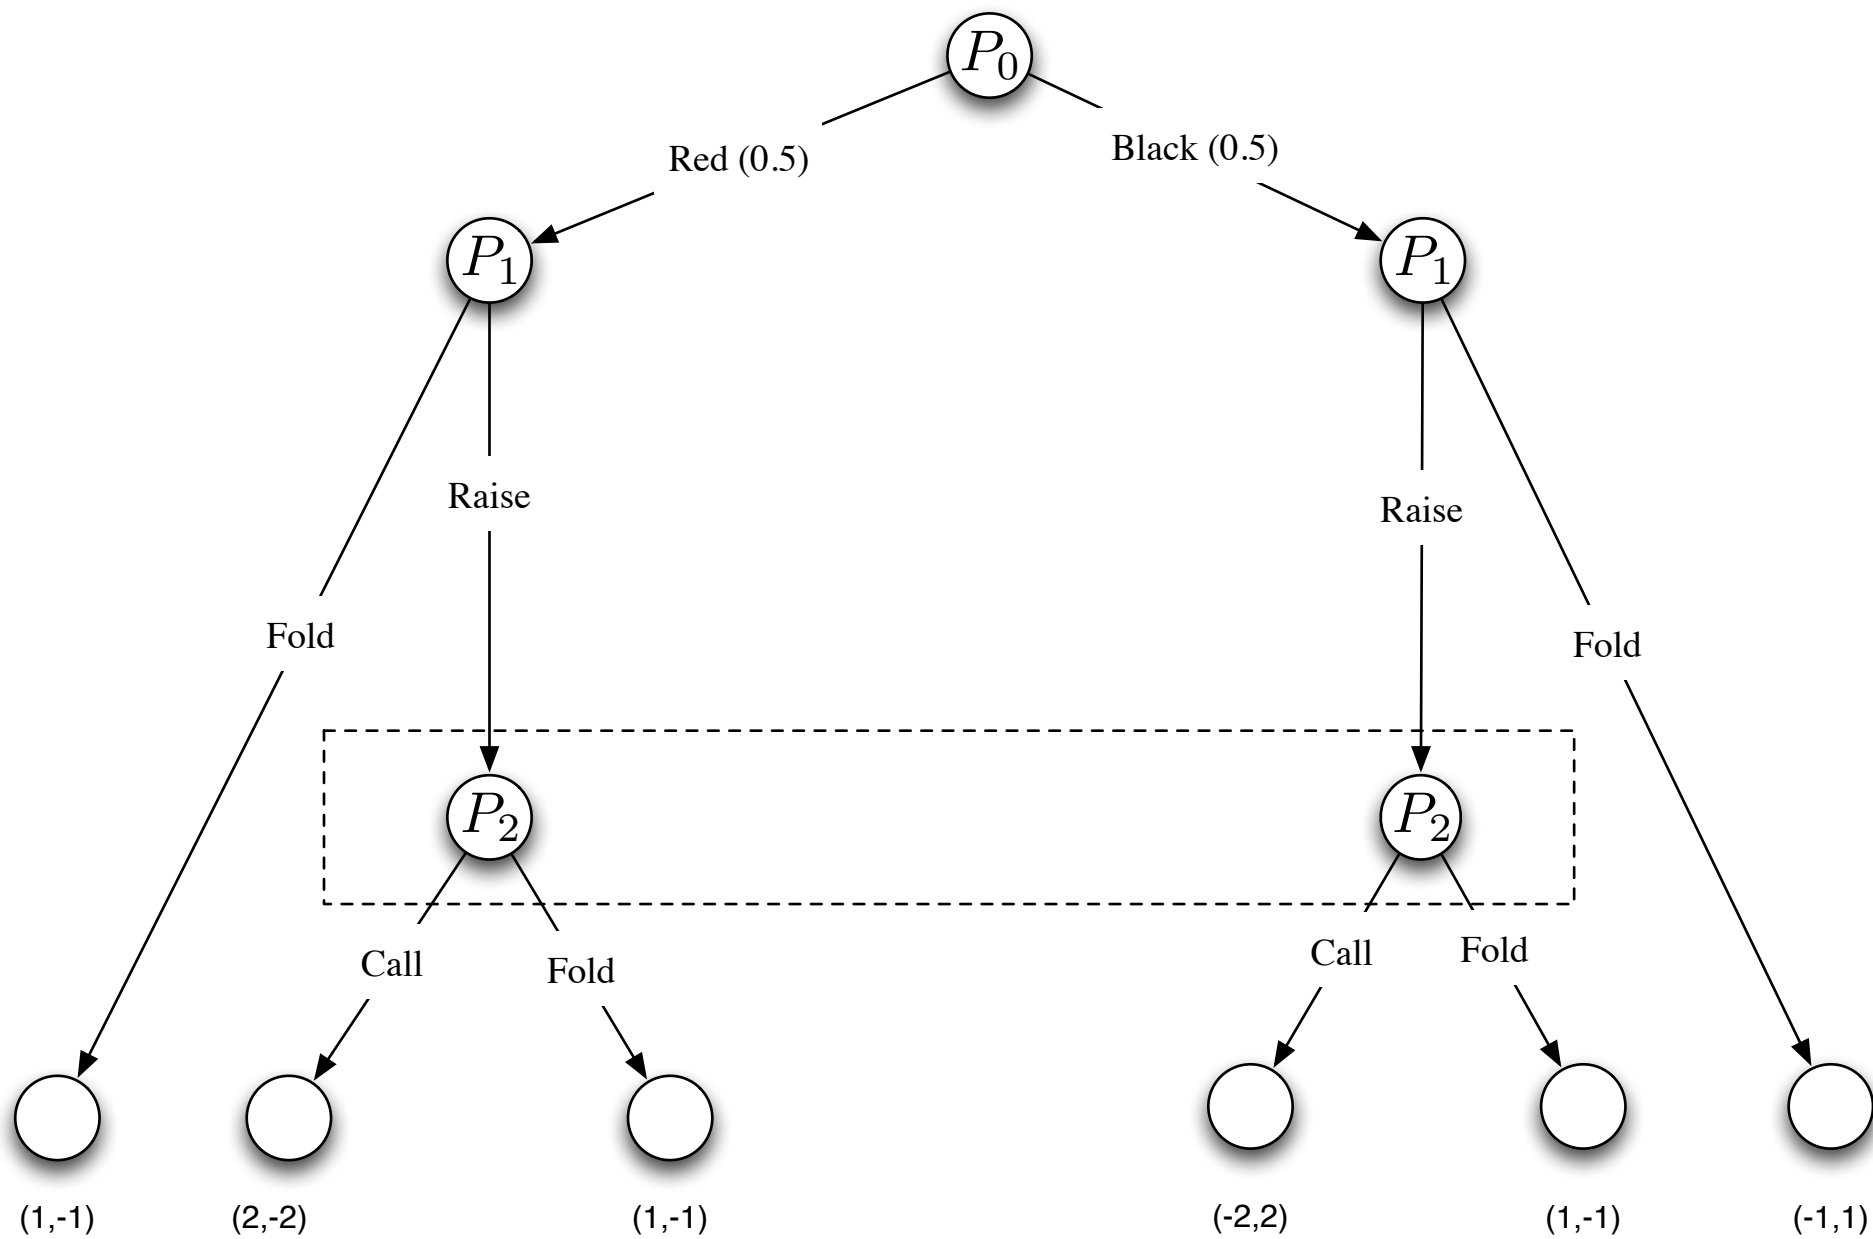 P0
Red (0.5)
Black (0.5)
P1
P1
Raise
Raise
Fold
Fold
P2
P2
Call
Fold
Call
Fold
(1,-1)
(2,-2)
(1,-1)
(-2,2)
(1,-1)
(-1,1)